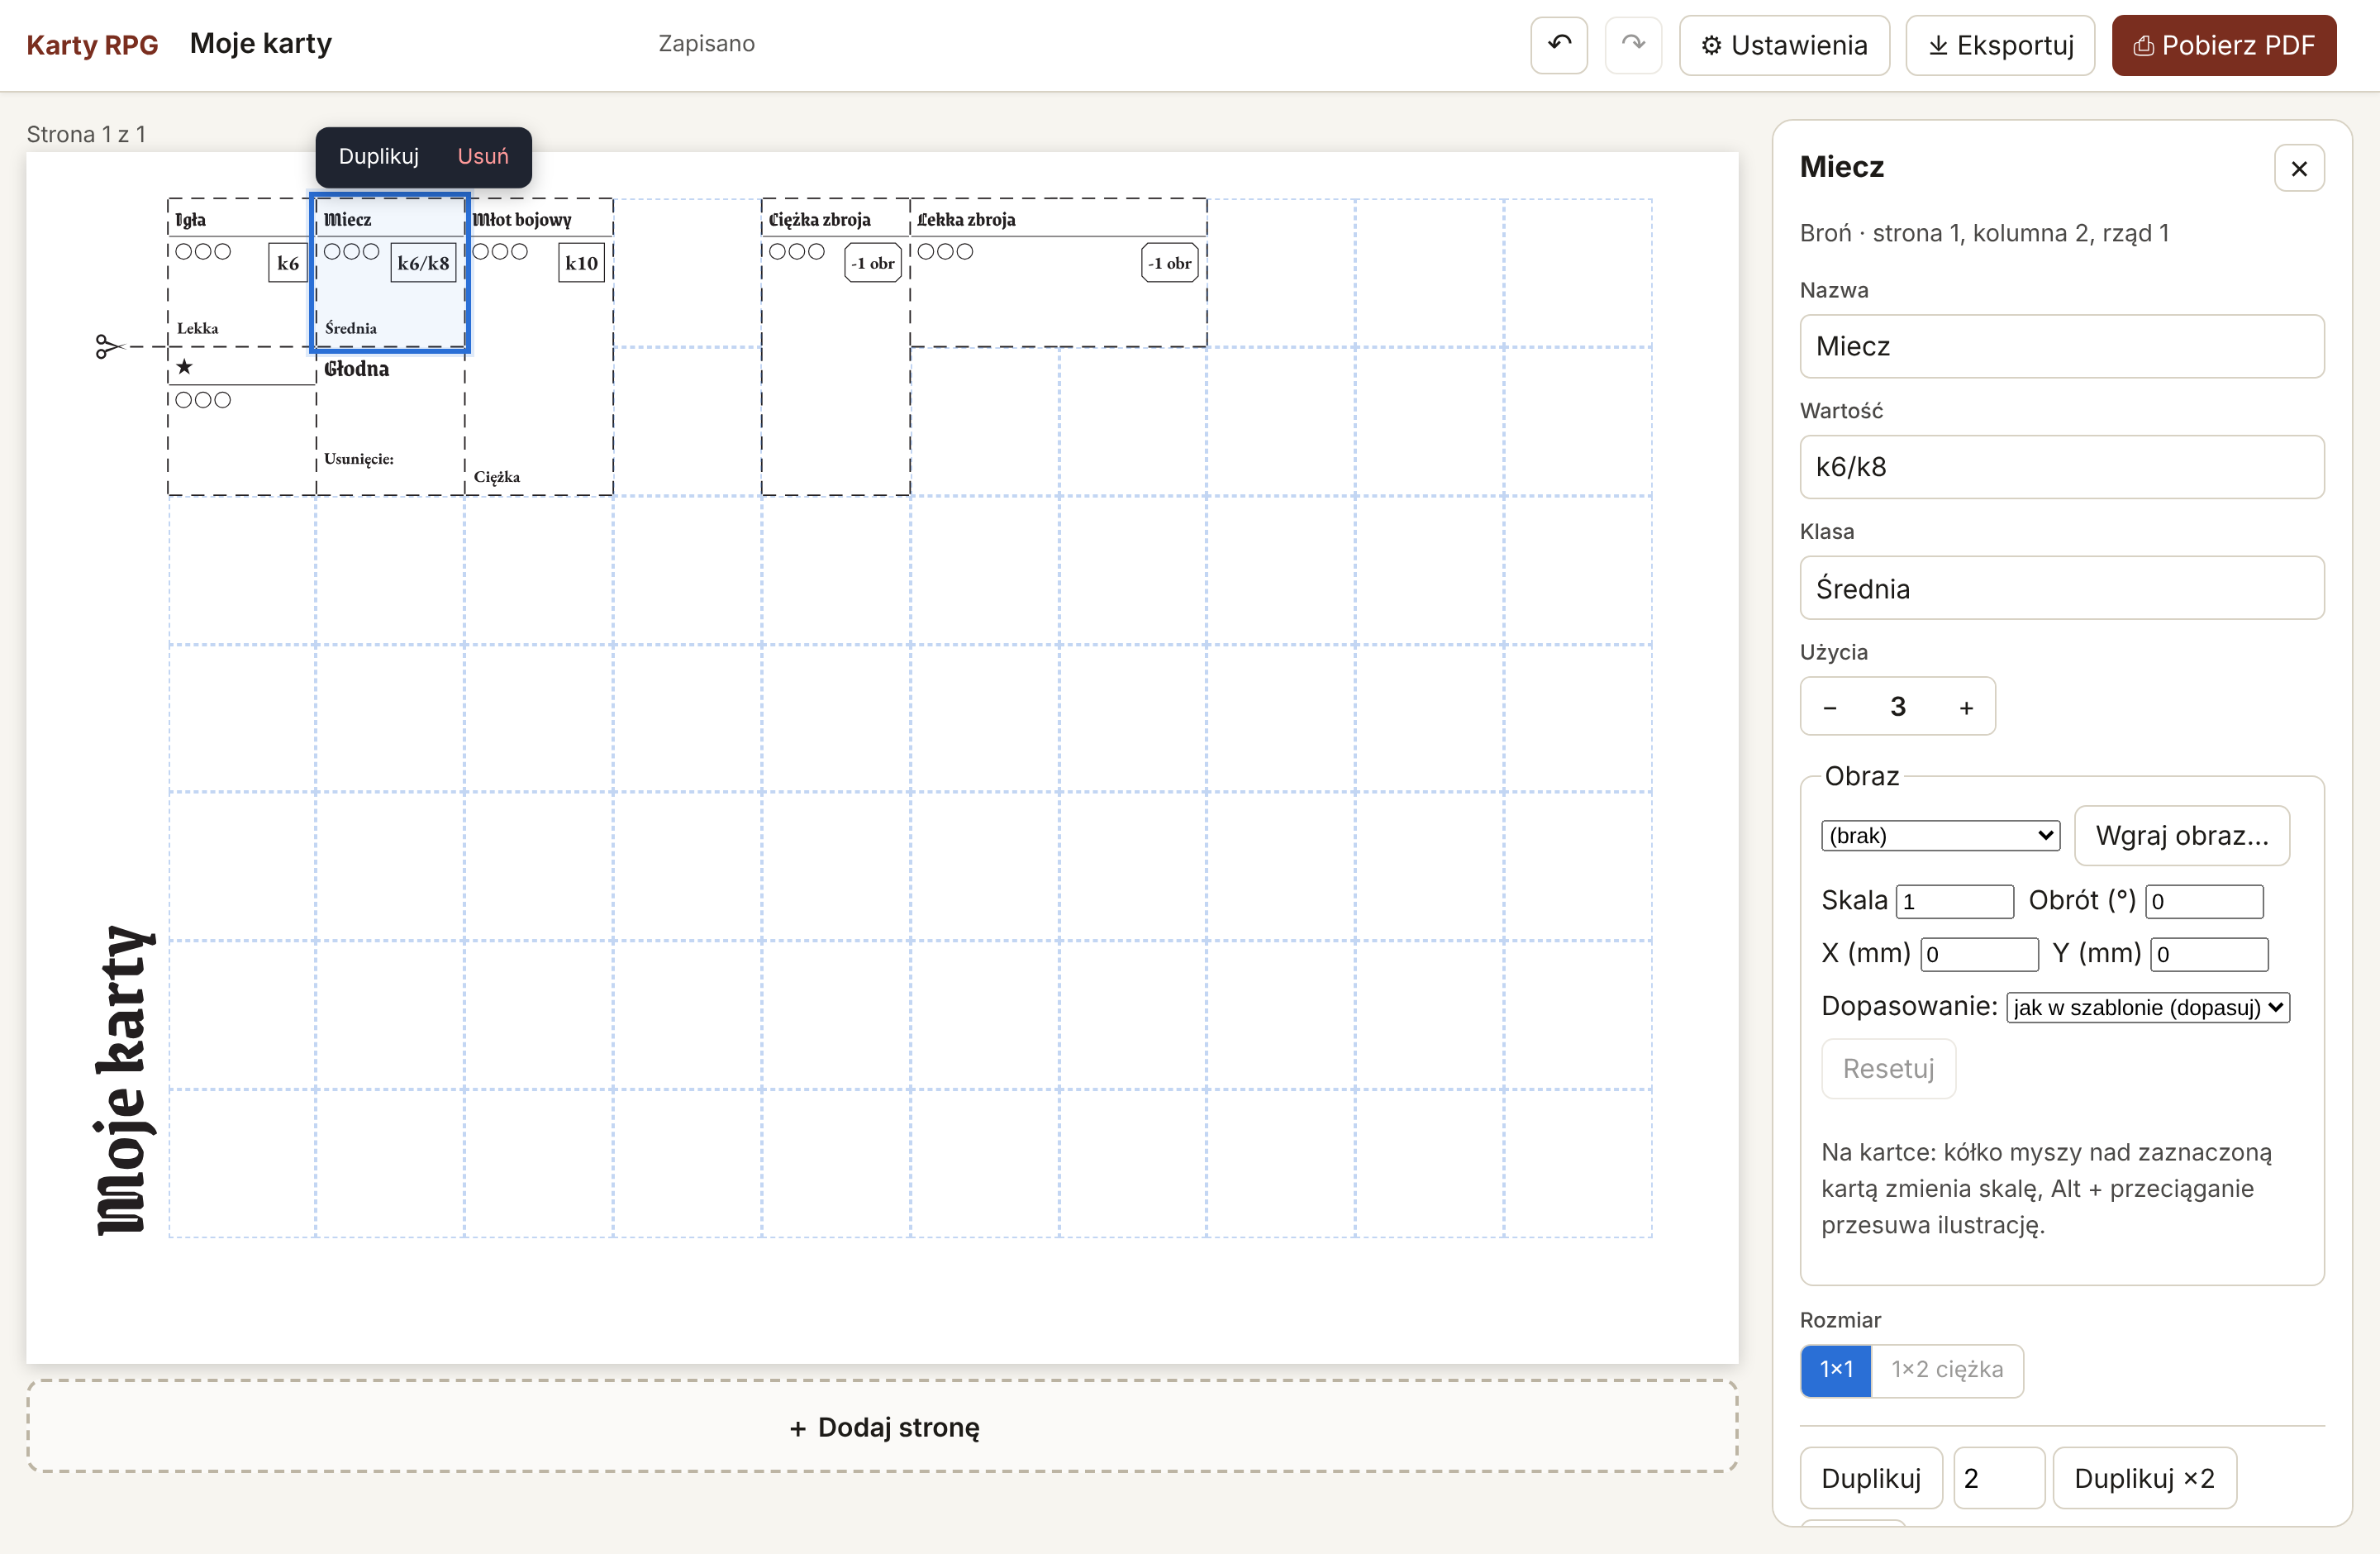 Karty RPG
Moje karty
Zapisano
↶
↷
⚙ Ustawienia
Eksportuj
Pobierz PDF
Strona 1 z 1
Duplikuj
Usuń
Igła
Miecz
Młot bojowy
Ciężka zbroja
Lekka zbroja
k6
k6/k8
k10
-1 obr
-1 obr
Lekka
Średnia
★
Głodna
Usunięcie:
Ciężka
Moje karty
+ Dodaj stronę
Miecz
×
Broń · strona 1, kolumna 2, rząd 1
Nazwa
Miecz
Wartość
k6/k8
Klasa
Średnia
Użycia
− 3 +
Obraz
(brak)
Wgraj obraz...
Skala 1 Obrót (°) 0
X (mm) 0 Y (mm) 0
Dopasowanie: jak w szablonie (dopasuj)
Resetuj
Na kartce: kółko myszy nad zaznaczoną
kartą zmienia skalę, Alt + przeciąganie
przesuwa ilustrację.
Rozmiar
1×1
1×2 ciężka
Duplikuj
2
Duplikuj ×2